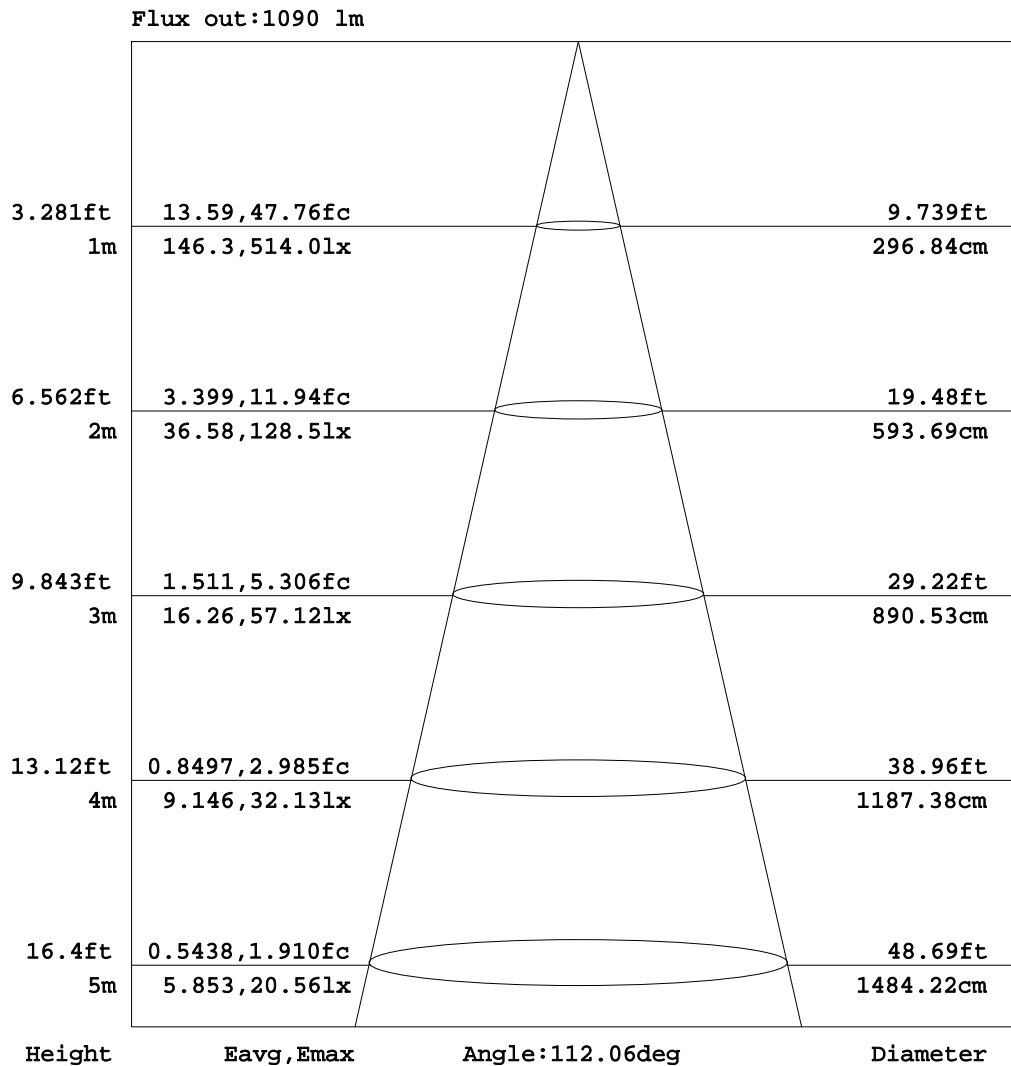 Flux out:1090 lm
3.281ft 13.59,47.76fc 9.739ft
1m 146.3,514.0lx 296.84cm
6.562ft 3.399,11.94fc 19.48ft
2m 36.58,128.5lx 593.69cm
9.843ft 1.511,5.306fc 29.22ft
3m 16.26,57.12lx 890.53cm
13.12ft 0.8497,2.985fc 38.96ft
4m 9.146,32.13lx 1187.38cm
16.4ft 0.5438,1.910fc 48.69ft
5m 5.853,20.56lx 1484.22cm
Height Eavg,Emax Angle:112.06deg Diameter